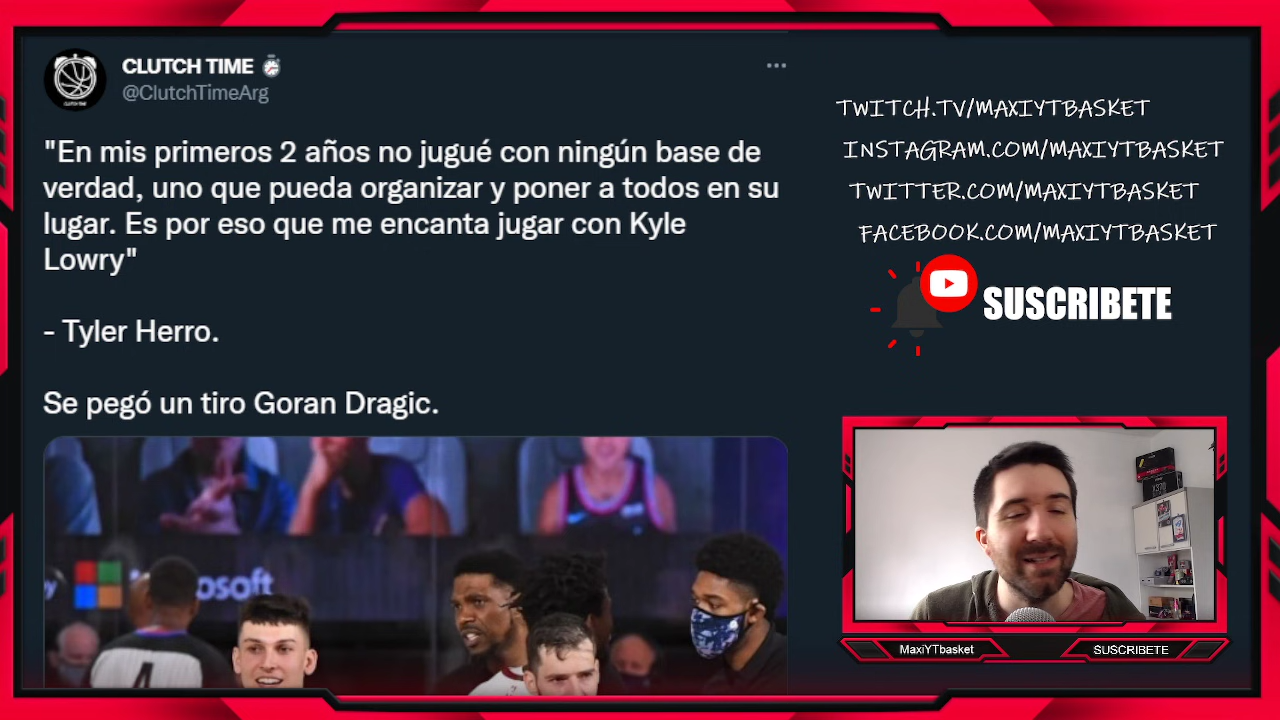 CLUTCH TIME
@ClutchTimeArg
"En mis primeros 2 años no jugué con ningún base de
verdad, uno que pueda organizar y poner a todos en su
lugar. Es por eso que me encanta jugar con Kyle
Lowry"
- Tyler Herro.
Se pegó un tiro Goran Dragic.
TWITCH.TV/MAXIYTBASKET
INSTAGRAM.COM/MAXIYTBASKET
TWITTER.COM/MAXIYTBASKET
FACEBOOK.COM/MAXIYTBASKET
SUSCRIBETE
4
X570
MaxiYTbasket
SUSCRIBETE